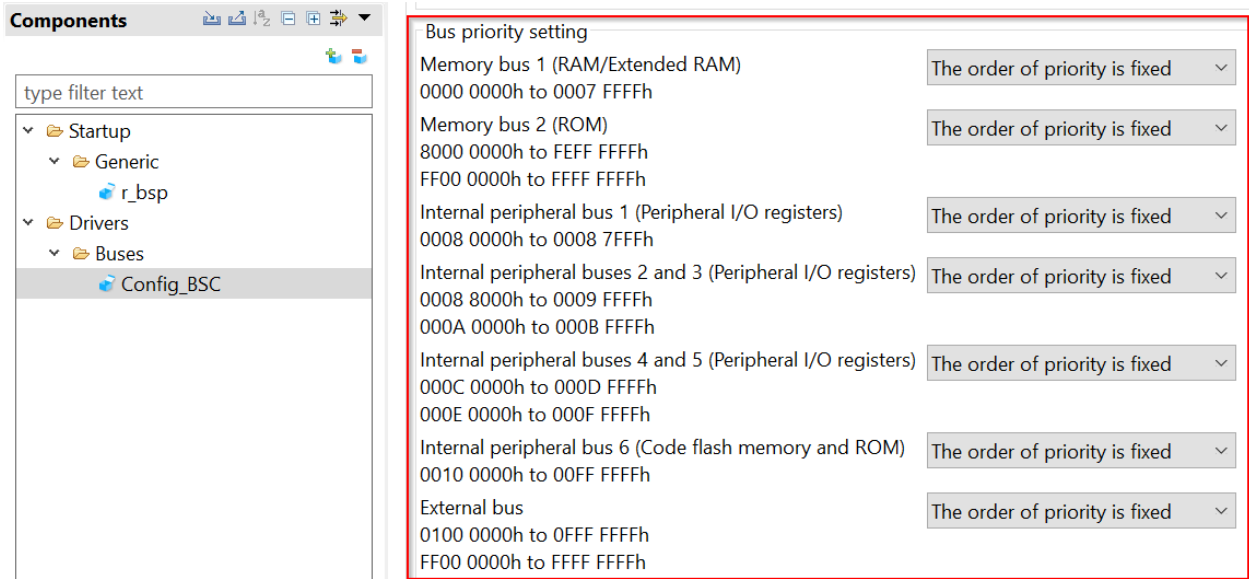 Components
type filter text
Startup
Generic
r_bsp
Drivers
Buses
Config_BSC
Bus priority setting
Memory bus 1 (RAM/Extended RAM)
The order of priority is fixed
0000 0000h to 0007 FFFFh
Memory bus 2 (ROM)
The order of priority is fixed
8000 0000h to FEFF FFFFh
FF00 0000h to FFFF FFFFh
Internal peripheral bus 1 (Peripheral I/O registers)
The order of priority is fixed
0008 0000h to 0008 7FFFh
Internal peripheral buses 2 and 3 (Peripheral I/O registers)
The order of priority is fixed
0008 8000h to 0009 FFFFh
000A 0000h to 000B FFFFh
Internal peripheral buses 4 and 5 (Peripheral I/O registers)
The order of priority is fixed
000C 0000h to 000D FFFFh
000E 0000h to 000F FFFFh
Internal peripheral bus 6 (Code flash memory and ROM)
The order of priority is fixed
0010 0000h to 00FF FFFFh
External bus
The order of priority is fixed
0100 0000h to 0FFF FFFFh
FF00 0000h to FFFF FFFFh